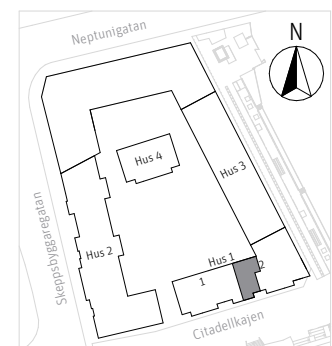 Neptunigatan
N
Hus 4
Hus 3
Skeppsbyggaregatan
Hus 2
Hus 1
1
2
Citadellkajen